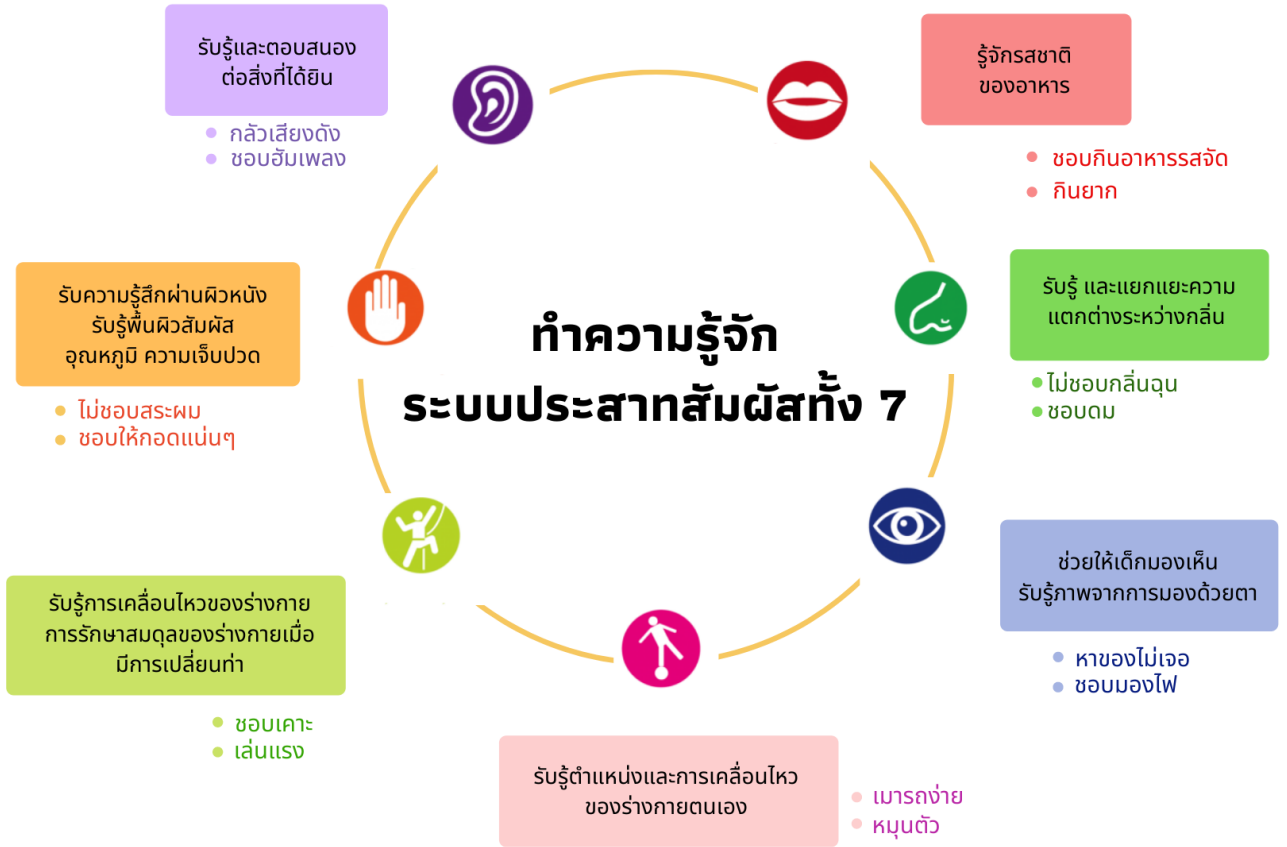 รับรู้และตอบสนอง
ต่อสิ่งที่ได้ยิน
กลัวเสียงดัง
ชอบฮัมเพลง
รู้จักรสชาติ
ของอาหาร
ชอบกินอาหารรสจัด
กินยาก
รับความรู้สึกผ่านผิวหนัง
รับรู้พื้นผิวสัมผัส
อุณหภูมิ ความเจ็บปวด
ไม่ชอบสระผม
ชอบให้กอดแน่นๆ
ทำความรู้จัก
ระบบประสาทสัมผัสทั้ง 7
รับรู้ และแยกแยะความ
แตกต่างระหว่างกลิ่น
ไม่ชอบกลิ่นฉุน
ชอบดม
ช่วยให้เด็กมองเห็น
รับรู้ภาพจากการมองด้วยตา
หาของไม่เจอ
ชอบมองไฟ
รับรู้การเคลื่อนไหวของร่างกาย
การรักษาสมดุลของร่างกายเมื่อ
มีการเปลี่ยนท่า
ชอบเคาะ
เล่นแรง
รับรู้ตำแหน่งและการเคลื่อนไหว
ของร่างกายตนเอง
เมารถง่าย
หมุนตัว